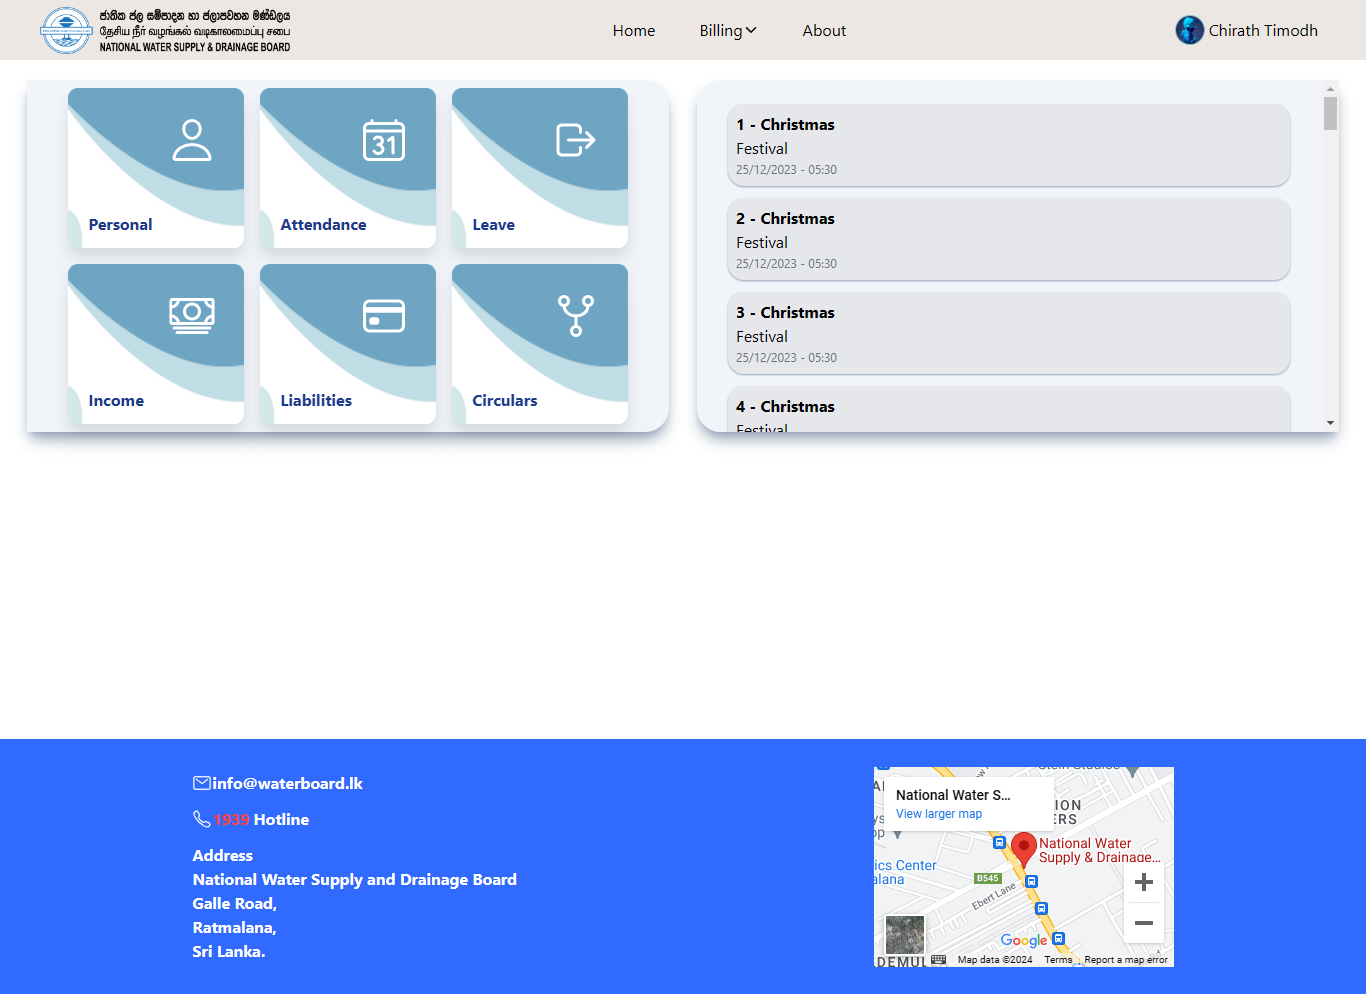 ජාතික ජල සම්පාදන හා ජලාපවහන මණ්ඩලය
தேசிய நீர் வழங்கல் வடிகாலமைப்பு சபை
NATIONAL WATER SUPPLY & DRAINAGE BOARD
Home
Billing
About
Chirath Timodh
Personal
31
Attendance
Leave
Income
Liabilities
Circulars
1 - Christmas
Festival
25/12/2023 - 05:30
2 - Christmas
Festival
25/12/2023 - 05:30
3 - Christmas
Festival
25/12/2023 - 05:30
4 - Christmas
Festival
info@waterboard.lk
1939 Hotline
Address
National Water Supply and Drainage Board
Galle Road,
Ratmalana,
Sri Lanka.
National Water S...
View larger map
National Water
Supply & Drainage...
B545
Ebert Lane
ics Center
alana
ION
ERS
DEMUL
Google
Map data ©2024
Terms
Report a map error